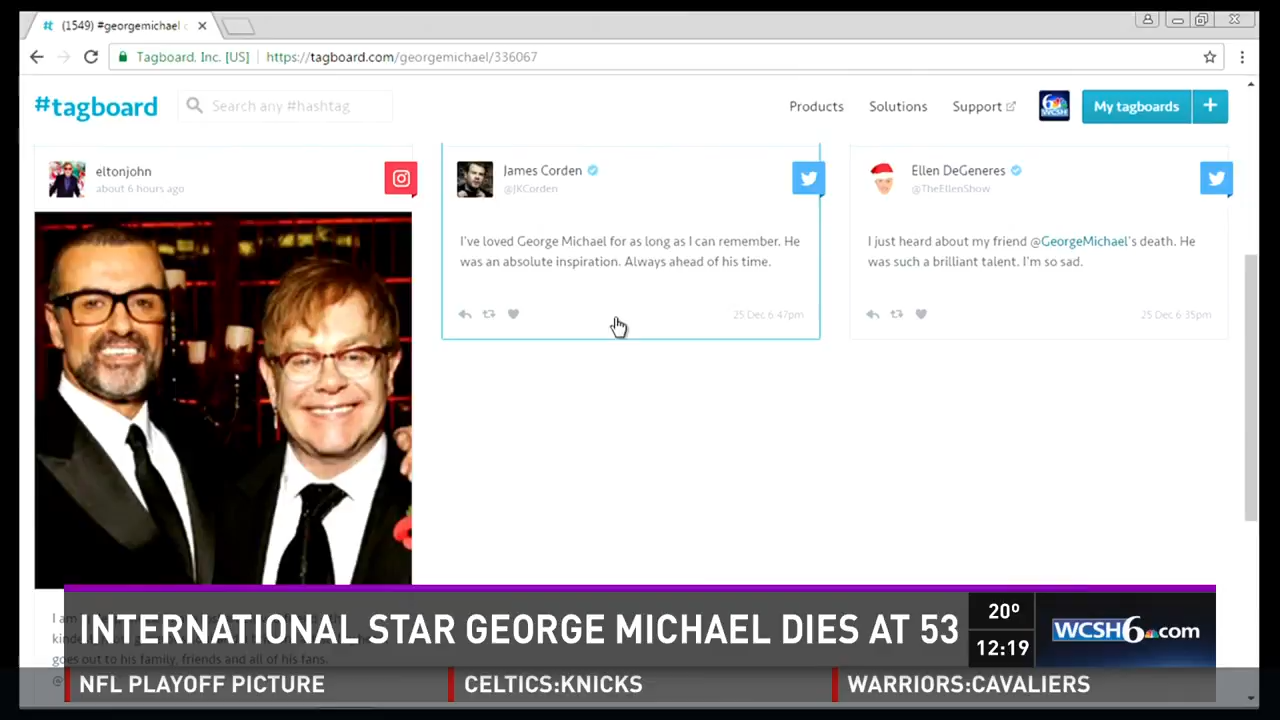 (1549) #georgemichael
Tagboard, Inc. [US]
https://tagboard.com/georgemichael/336067
#tagboard
Search any #hashtag
Products
Solutions
Support
6
WCSH
My tagboards
+
eltonjohn
about 6 hours ago
James Corden
@JKCorden
I've loved George Michael for as long as I can remember. He
was an absolute inspiration. Always ahead of his time.
25 Dec 6:47pm
Ellen DeGeneres
@TheEllenShow
I just heard about my friend @GeorgeMichael's death. He
was such a brilliant talent. I'm so sad.
25 Dec 6:35pm
goes out to his family, friends and all of his fans.
INTERNATIONAL STAR GEORGE MICHAEL DIES AT 53
20º
12:19
WCSH6.com
NFL PLAYOFF PICTURE
CELTICS:KNICKS
WARRIORS:CAVALIERS